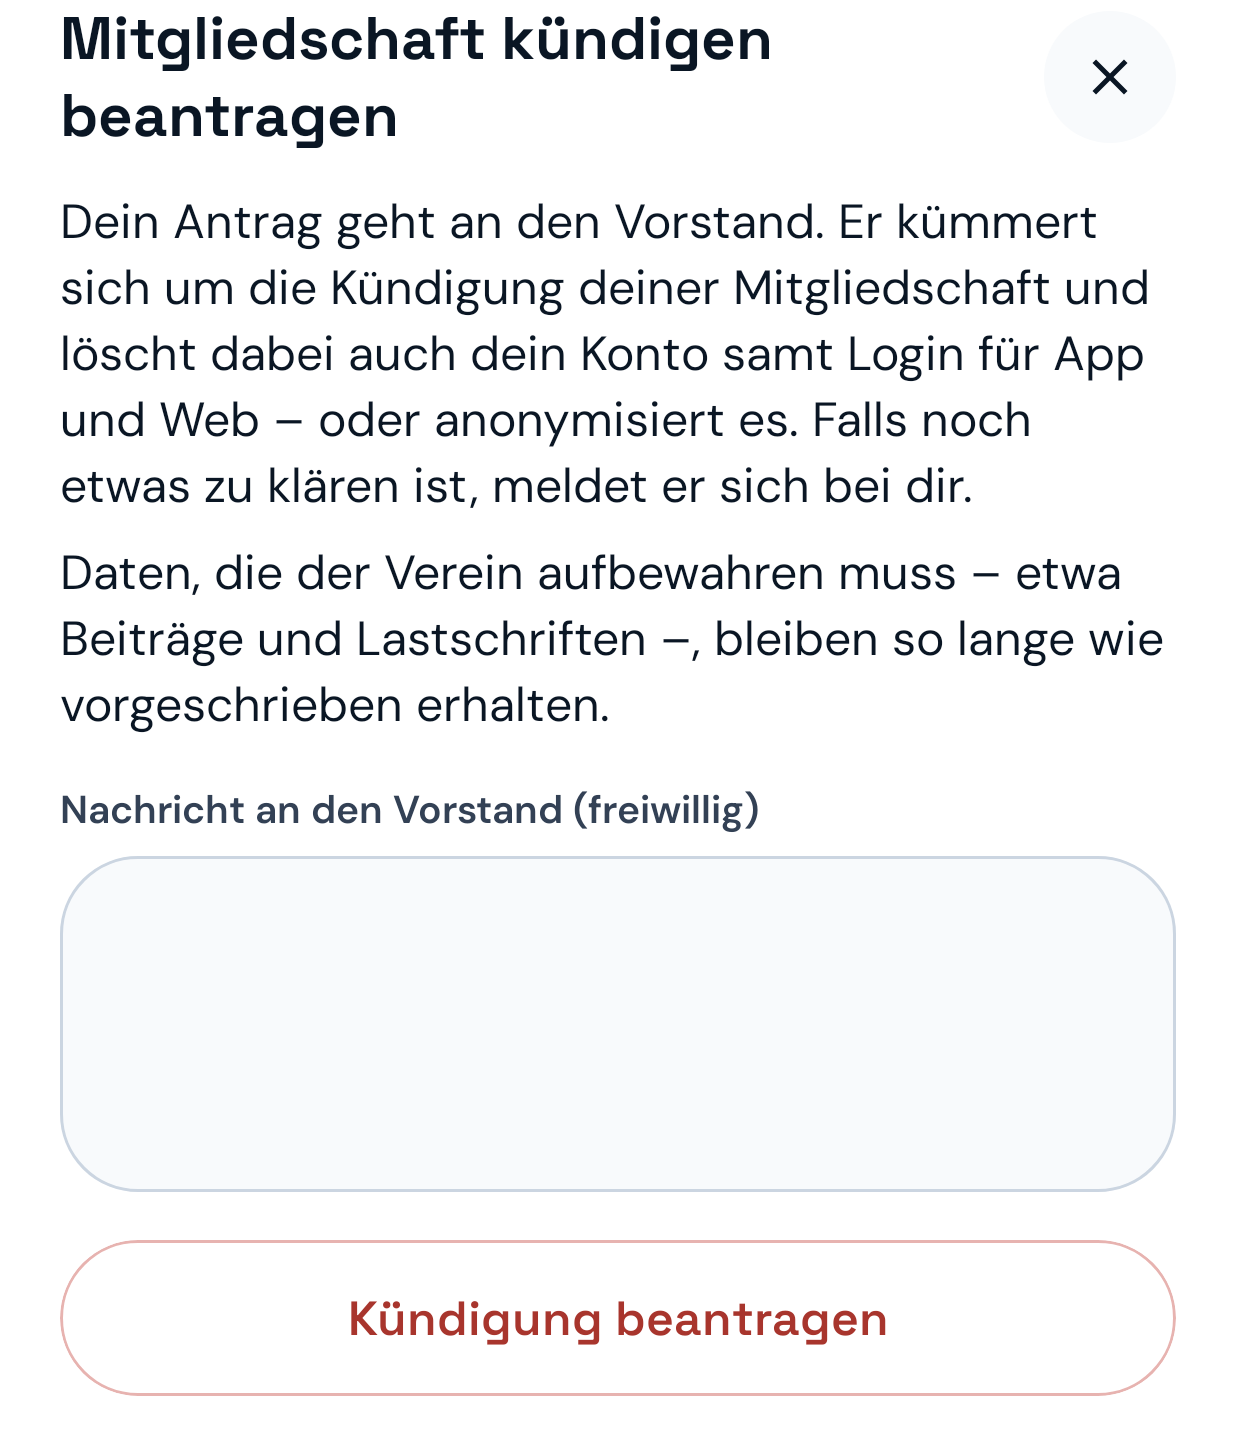 Mitgliedschaft kündigen
beantragen
Dein Antrag geht an den Vorstand. Er kümmert
sich um die Kündigung deiner Mitgliedschaft und
löscht dabei auch dein Konto samt Login für App
und Web – oder anonymisiert es. Falls noch
etwas zu klären ist, meldet er sich bei dir.
Daten, die der Verein aufbewahren muss – etwa
Beiträge und Lastschriften –, bleiben so lange wie
vorgeschrieben erhalten.
Nachricht an den Vorstand (freiwillig)
Kündigung beantragen